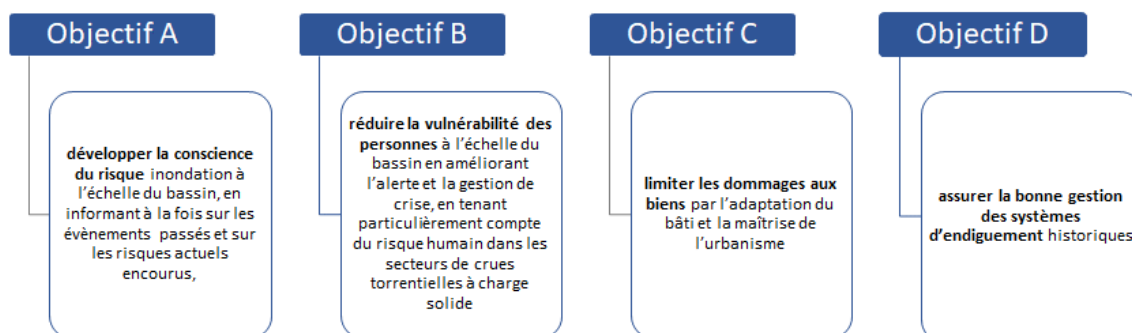 Objectif A
développer la conscience
du risque inondation à
l'échelle du bassin, en
informant à la fois sur les
évènements passés et sur
les risques actuels
encourus,
Objectif B
réduire la vulnérabilité des
personnes à l'échelle du
bassin en améliorant
l'alerte et la gestion de
crise, en tenant
particulièrement compte
du risque humain dans les
secteurs de crues
torrentielles à charge
solide
Objectif C
limiter les dommages aux
biens par l'adaptation du
bâti et la maîtrise de
l'urbanisme
Objectif D
assurer la bonne gestion
des systèmes
d'endiguement historiques